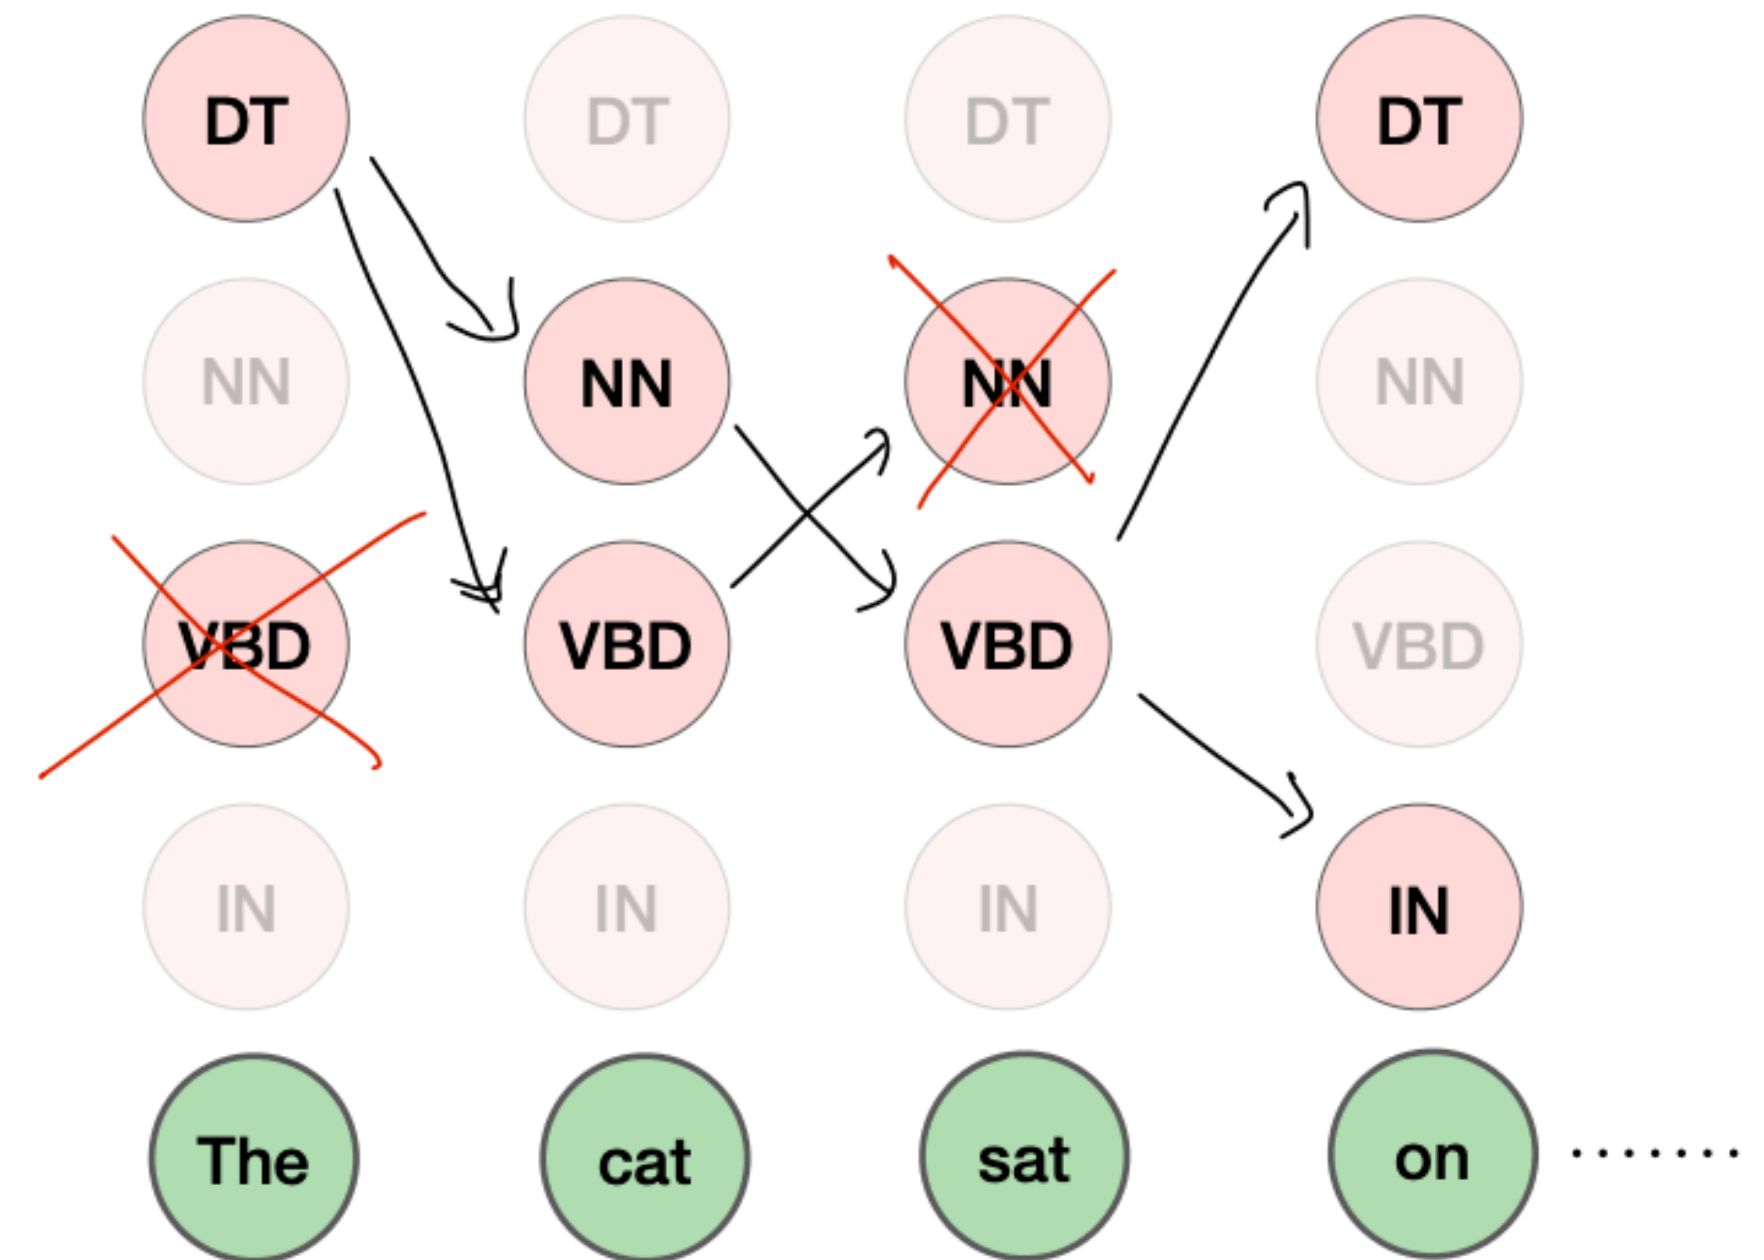 DT DT DT DT
NN NN NN NN
VBD VBD VBD VBD
IN IN IN IN
The cat sat on .......